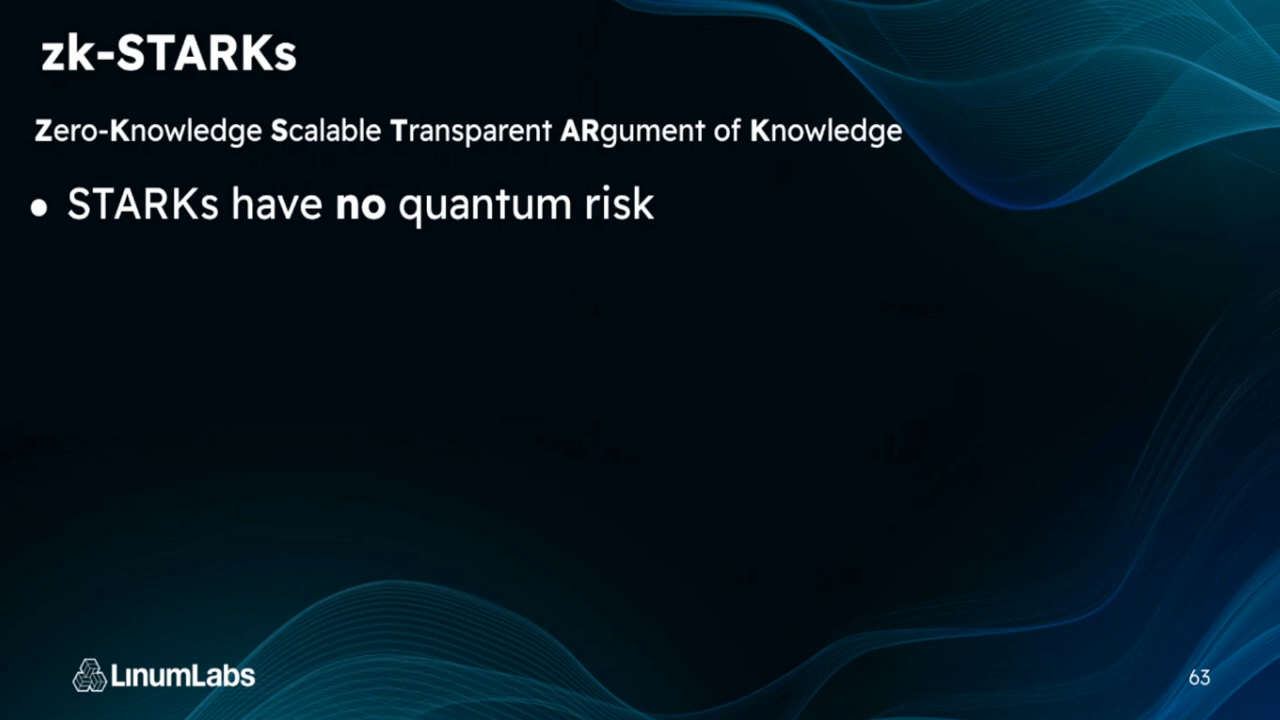 zk-STARKs
Zero-Knowledge Scalable Transparent ARgument of Knowledge
• STARKs have no quantum risk
LinumLabs
63